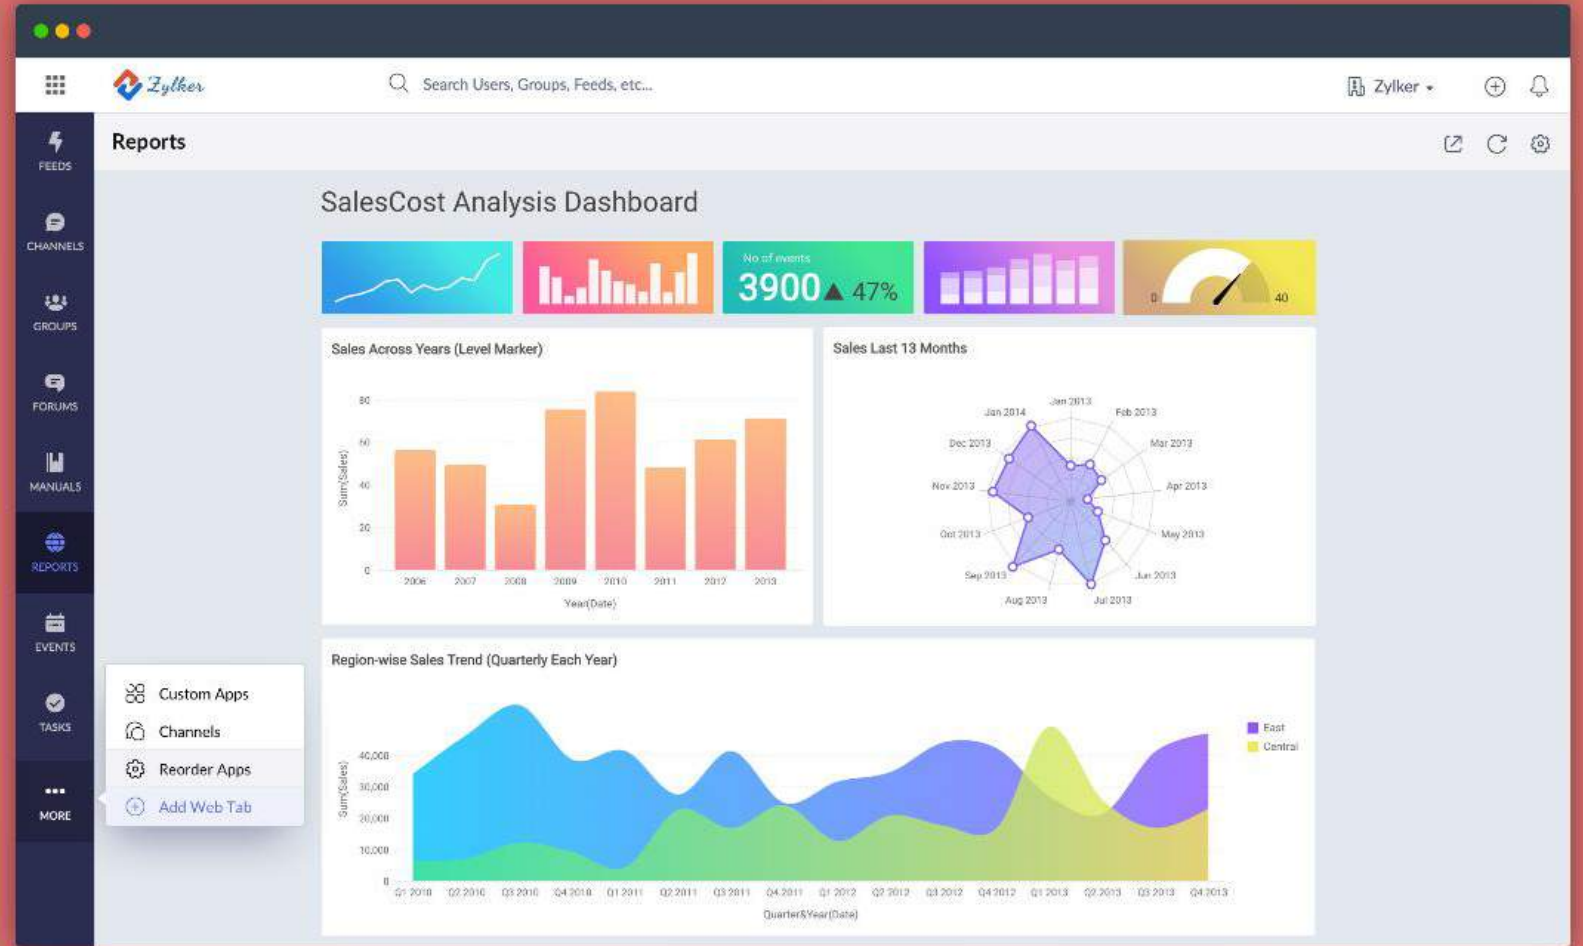 Zylker
Search Users, Groups, Feeds, etc...
Zylker
FEEDS
CHANNELS
GROUPS
FORUMS
MANUALS
REPORTS
EVENTS
TASKS
MORE
Reports
Custom Apps
Channels
Reorder Apps
Add Web Tab
SalesCost Analysis Dashboard
No of events
3900 ▲ 47%
0
40
Sales Across Years (Level Marker)
Sum(Sales)
80
60
40
20
0
2006 2007 2008 2009 2010 2011 2012 2013
Year(Date)
Sales Last 13 Months
Jan 2013
Feb 2013
Mar 2013
Apr 2013
May 2013
Jun 2013
Jul 2013
Aug 2013
Sep 2013
Oct 2013
Nov 2013
Dec 2013
Jan 2014
Region-wise Sales Trend (Quarterly Each Year)
Sum(Sales)
40,000
30,000
20,000
10,000
0
Q1 2010 Q2 2010 Q3 2010 Q4 2010 Q1 2011 Q2 2011 Q3 2011 Q4 2011 Q1 2012 Q2 2012 Q3 2012 Q4 2012 Q1 2013 Q2 2013 Q3 2013 Q4 2013
Quarter&Year(Date)
East
Central